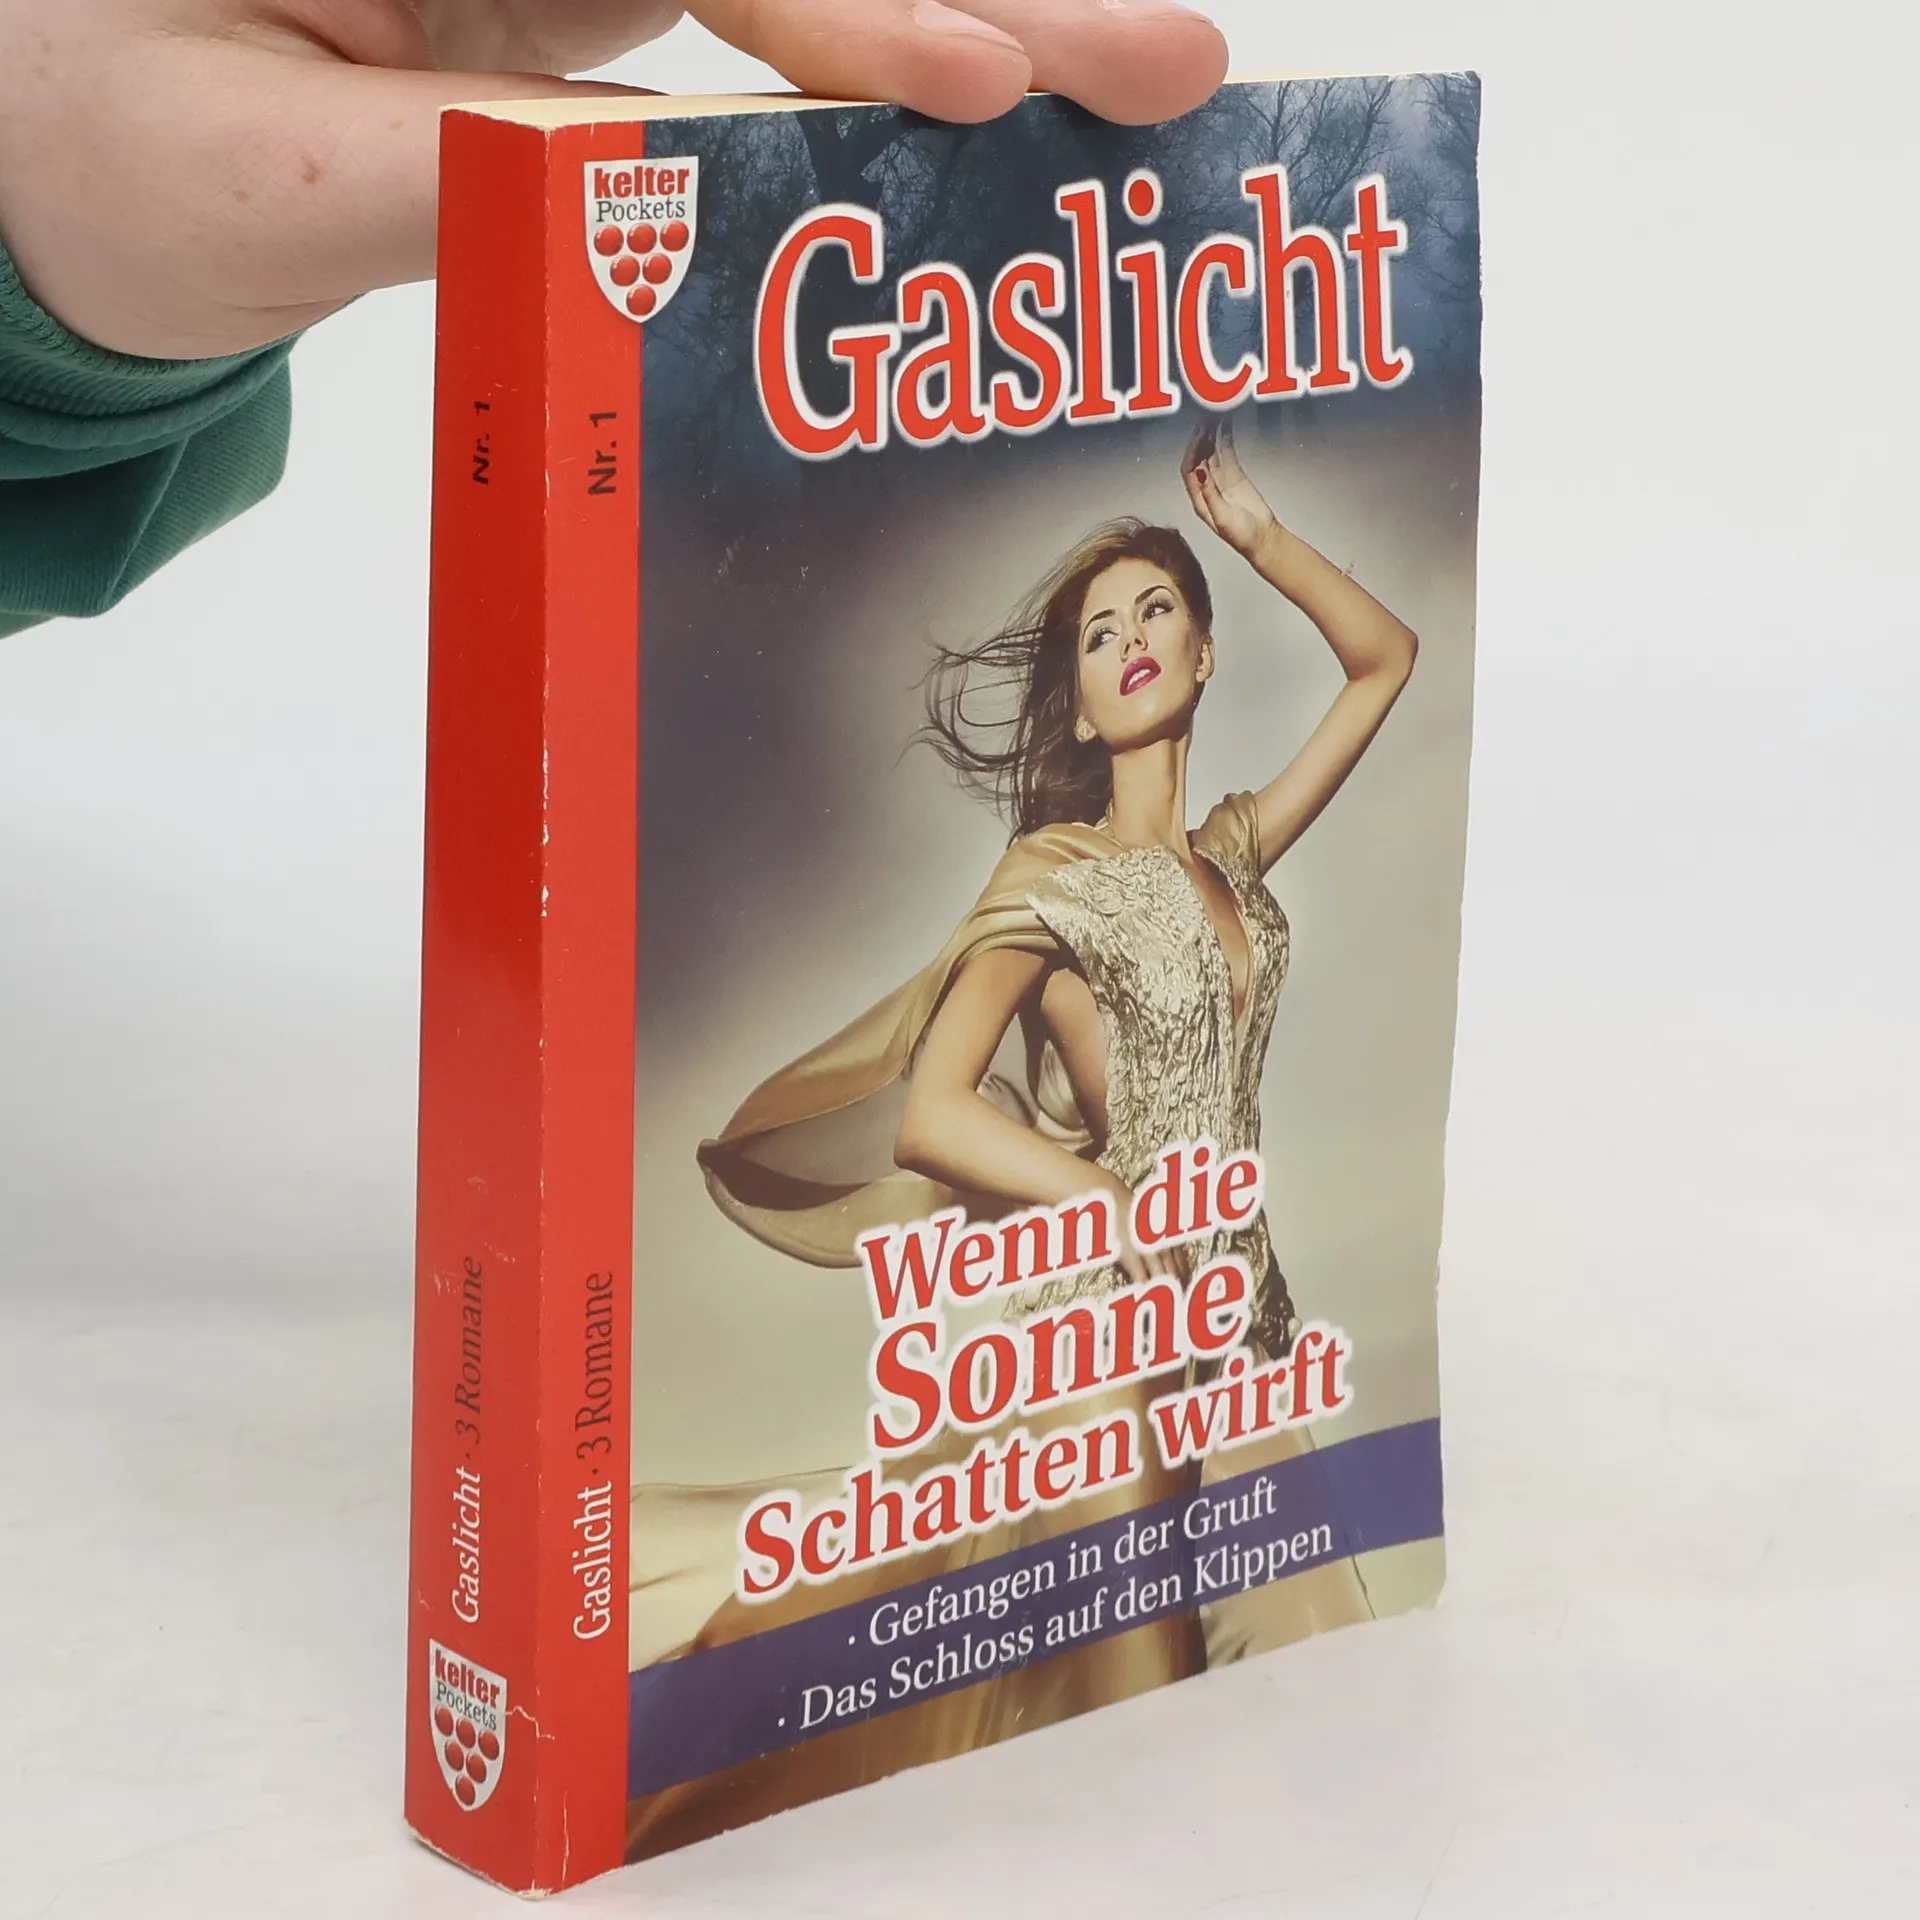 Nr. 1
Gaslicht · 3 Romane
kelter
Pockets
kelter
Pockets
Nr. 1
Gaslicht · 3 Romane
Gaslicht
Wenn die
Sonne
Schatten wirft
· Gefangen in der Gruft
· Das Schloss auf den Klippen